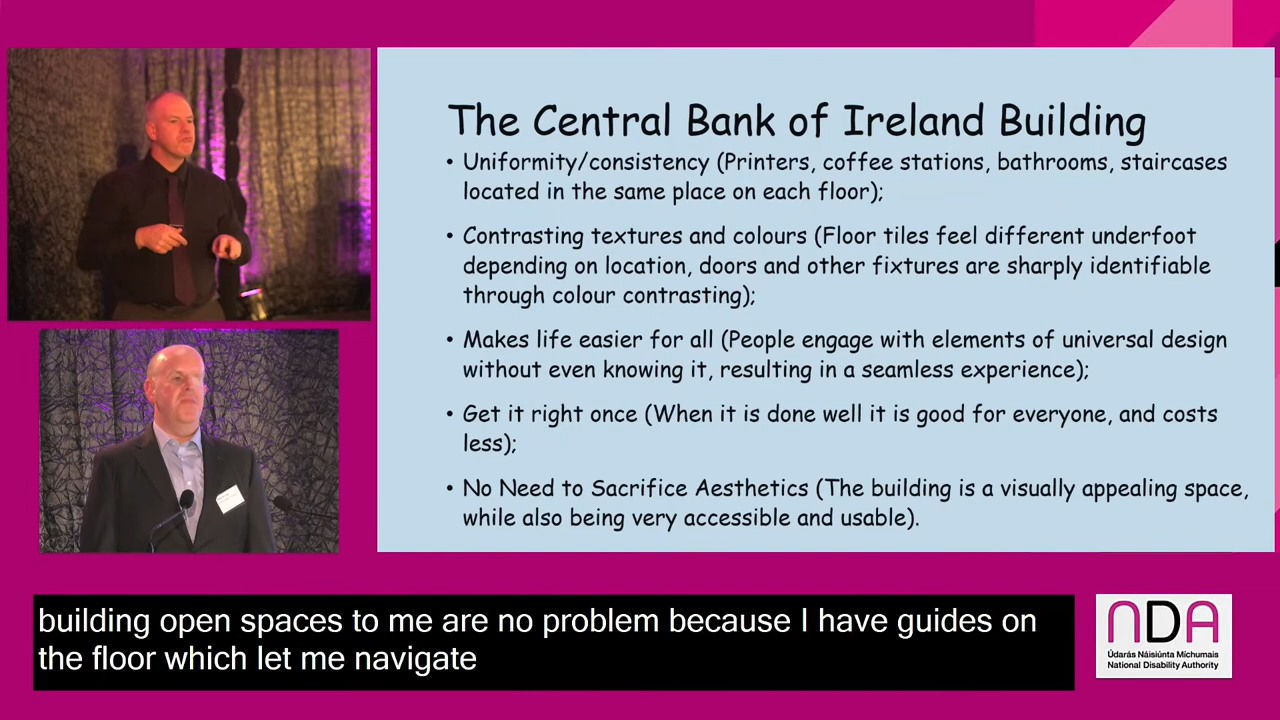 The Central Bank of Ireland Building
• Uniformity/consistency (Printers, coffee stations, bathrooms, staircases
located in the same place on each floor);
• Contrasting textures and colours (Floor tiles feel different underfoot
depending on location, doors and other fixtures are sharply identifiable
through colour contrasting);
• Makes life easier for all (People engage with elements of universal design
without even knowing it, resulting in a seamless experience);
• Get it right once (When it is done well it is good for everyone, and costs
less);
• No Need to Sacrifice Aesthetics (The building is a visually appealing space,
while also being very accessible and usable).
building open spaces to me are no problem because I have guides on
the floor which let me navigate
NDA
Údarás Náisiúnta Míchumais
National Disability Authority